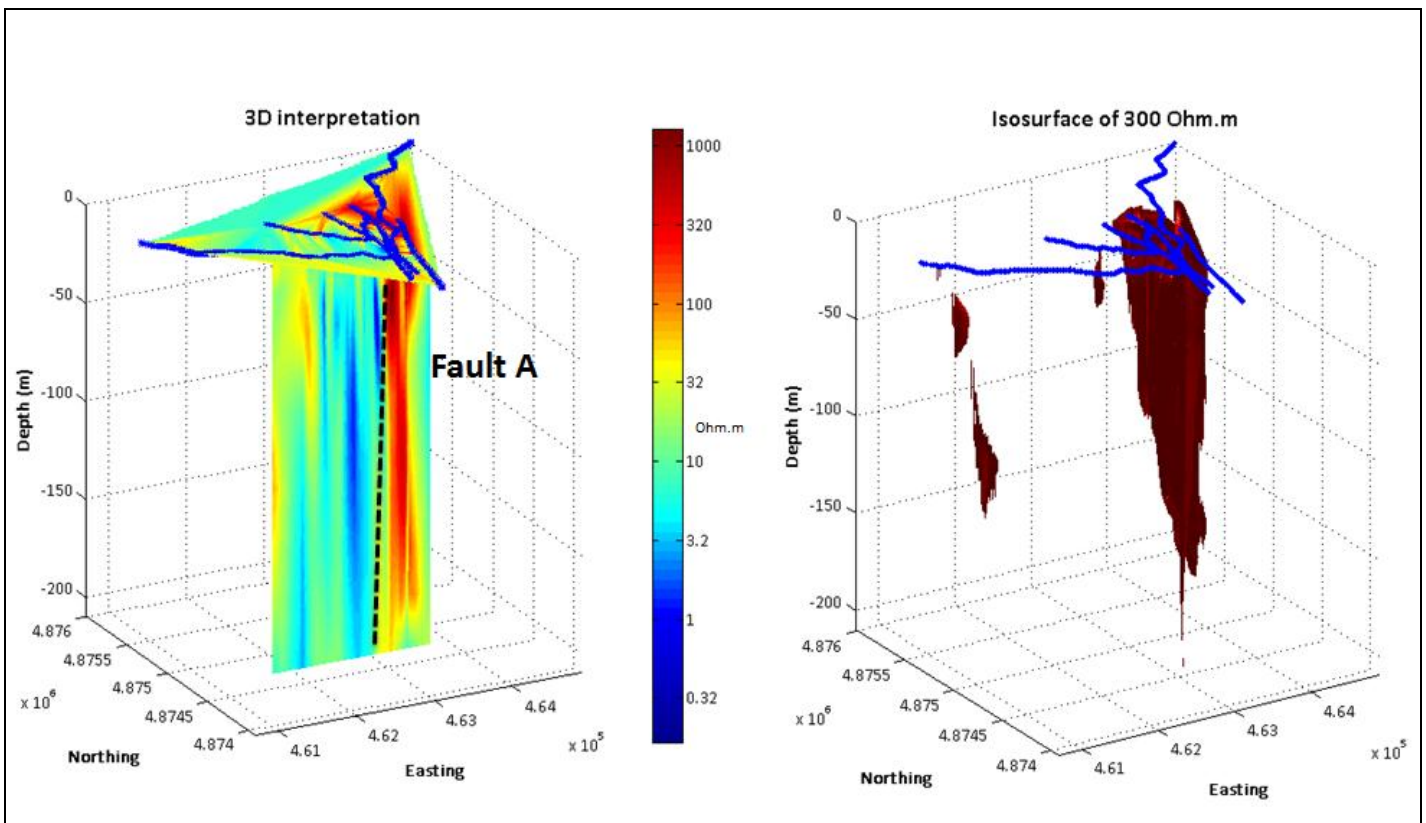 3D interpretation
0
-50
-100
-150
-200
Depth (m)
4.876
4.8755
4.875
4.8745
4.874
x 10^6
Northing
4.61
4.62
4.63
4.64
x 10^5
Easting
Fault A
1000
320
100
32
Ohm.m
10
3.2
1
0.32
Isosurface of 300 Ohm.m
0
-50
-100
-150
-200
Depth (m)
4.876
4.8755
4.875
4.8745
4.874
x 10^6
Northing
4.61
4.62
4.63
4.64
x 10^5
Easting